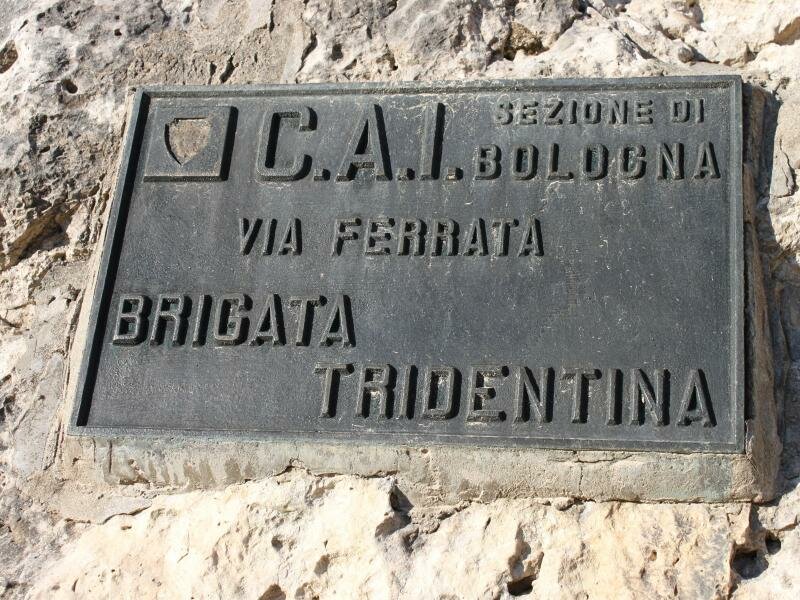 C.A.I. SEZIONE DI
BOLOGNA
VIA FERRATA
BRIGATA
TRIDENTINA